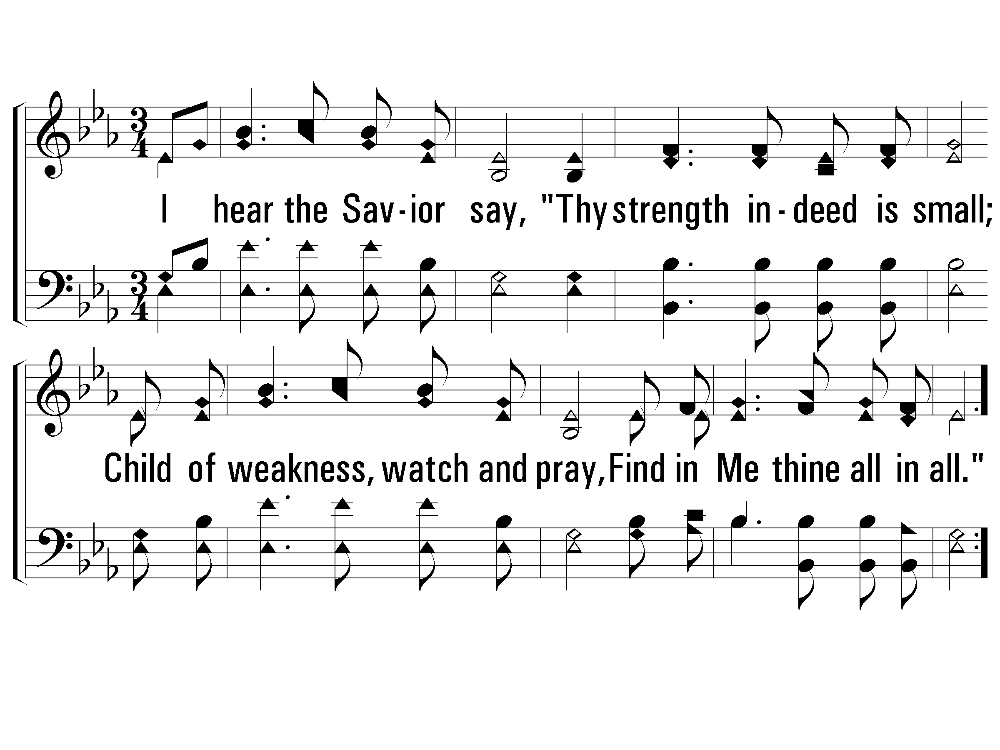 I hear the Sav-ior say, "Thy strength in-deed is small;
Child of weakness, watch and pray, Find in Me thine all in all."